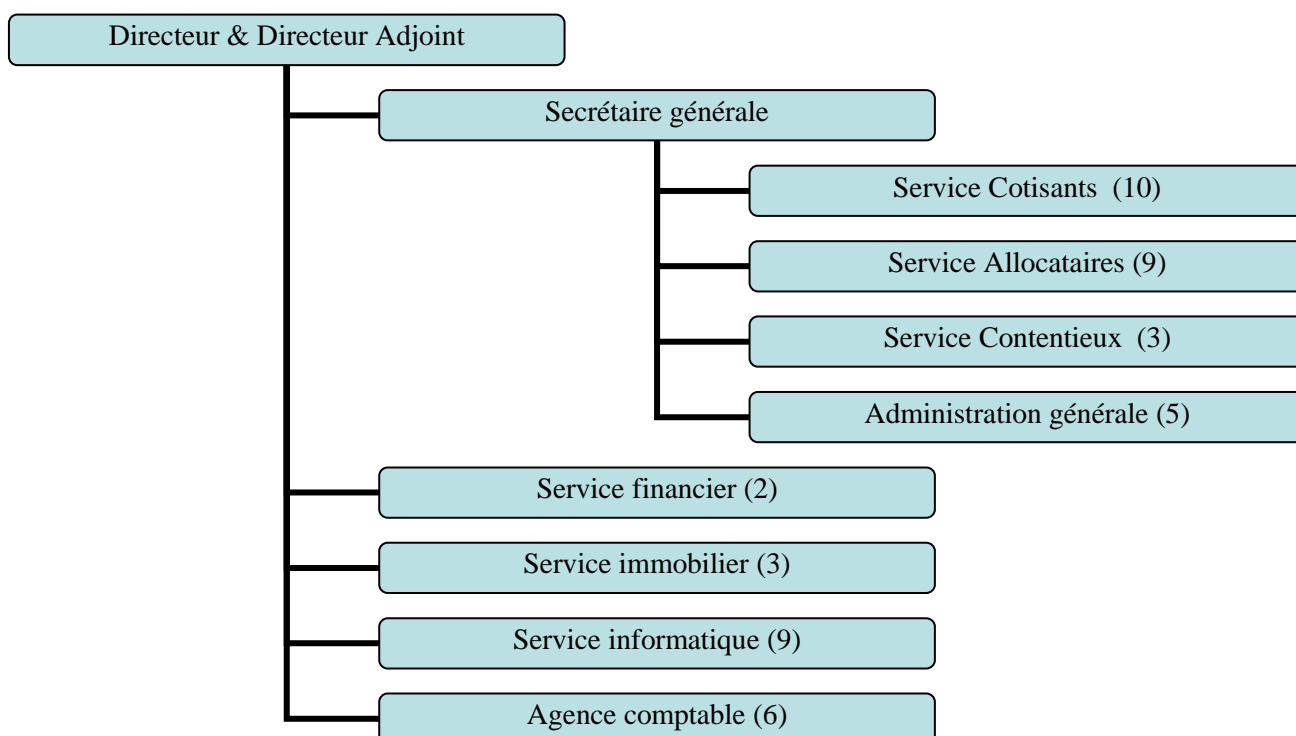 Directeur & Directeur Adjoint
Secrétaire générale
Service Cotisants  (10)
Service Allocataires (9)
Service Contentieux  (3)
Administration générale (5)
Service financier (2)
Service immobilier (3)
Service informatique (9)
Agence comptable (6)